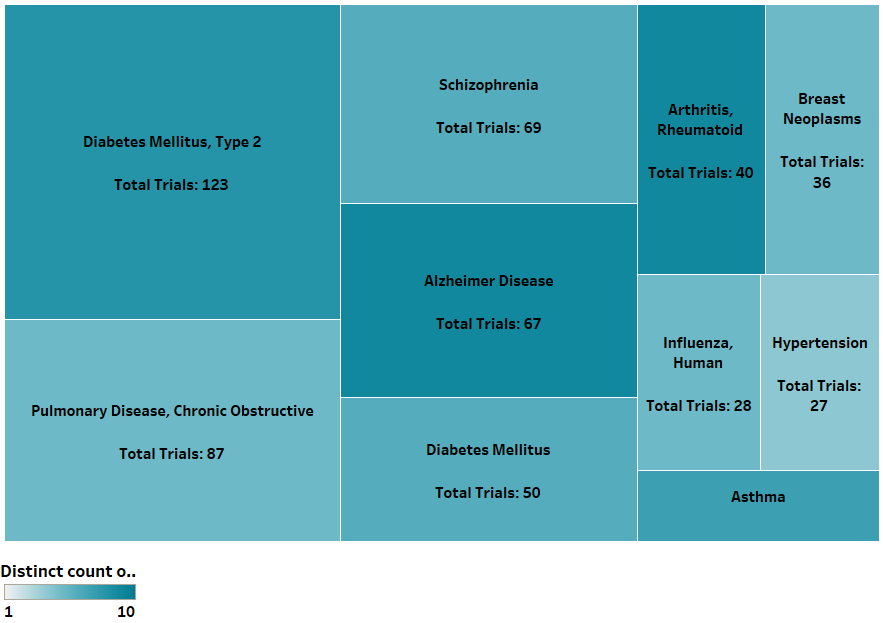 Diabetes Mellitus, Type 2
Total Trials: 123
Pulmonary Disease, Chronic Obstructive
Total Trials: 87
Schizophrenia
Total Trials: 69
Alzheimer Disease
Total Trials: 67
Diabetes Mellitus
Total Trials: 50
Arthritis,
Rheumatoid
Total Trials: 40
Breast
Neoplasms
Total Trials:
36
Influenza,
Human
Total Trials: 28
Hypertension
Total Trials:
27
Asthma
Distinct count o..
1 10